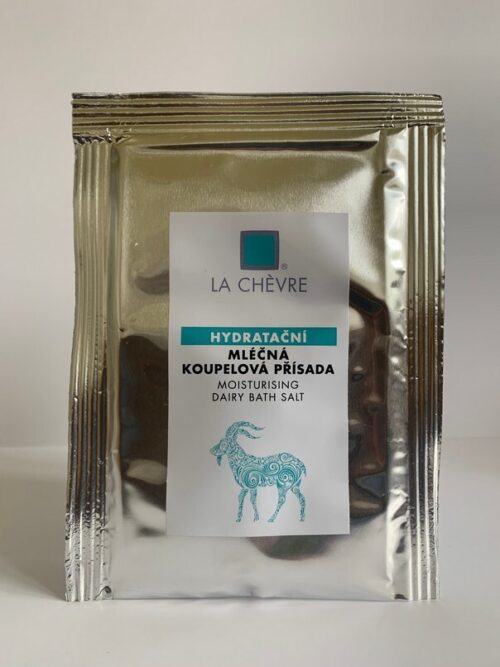 ®
LA CHÈVRE
HYDRATAČNÍ
MLÉČNÁ
KOUPELOVÁ PŘÍSADA
MOISTURISING
DAIRY BATH SALT